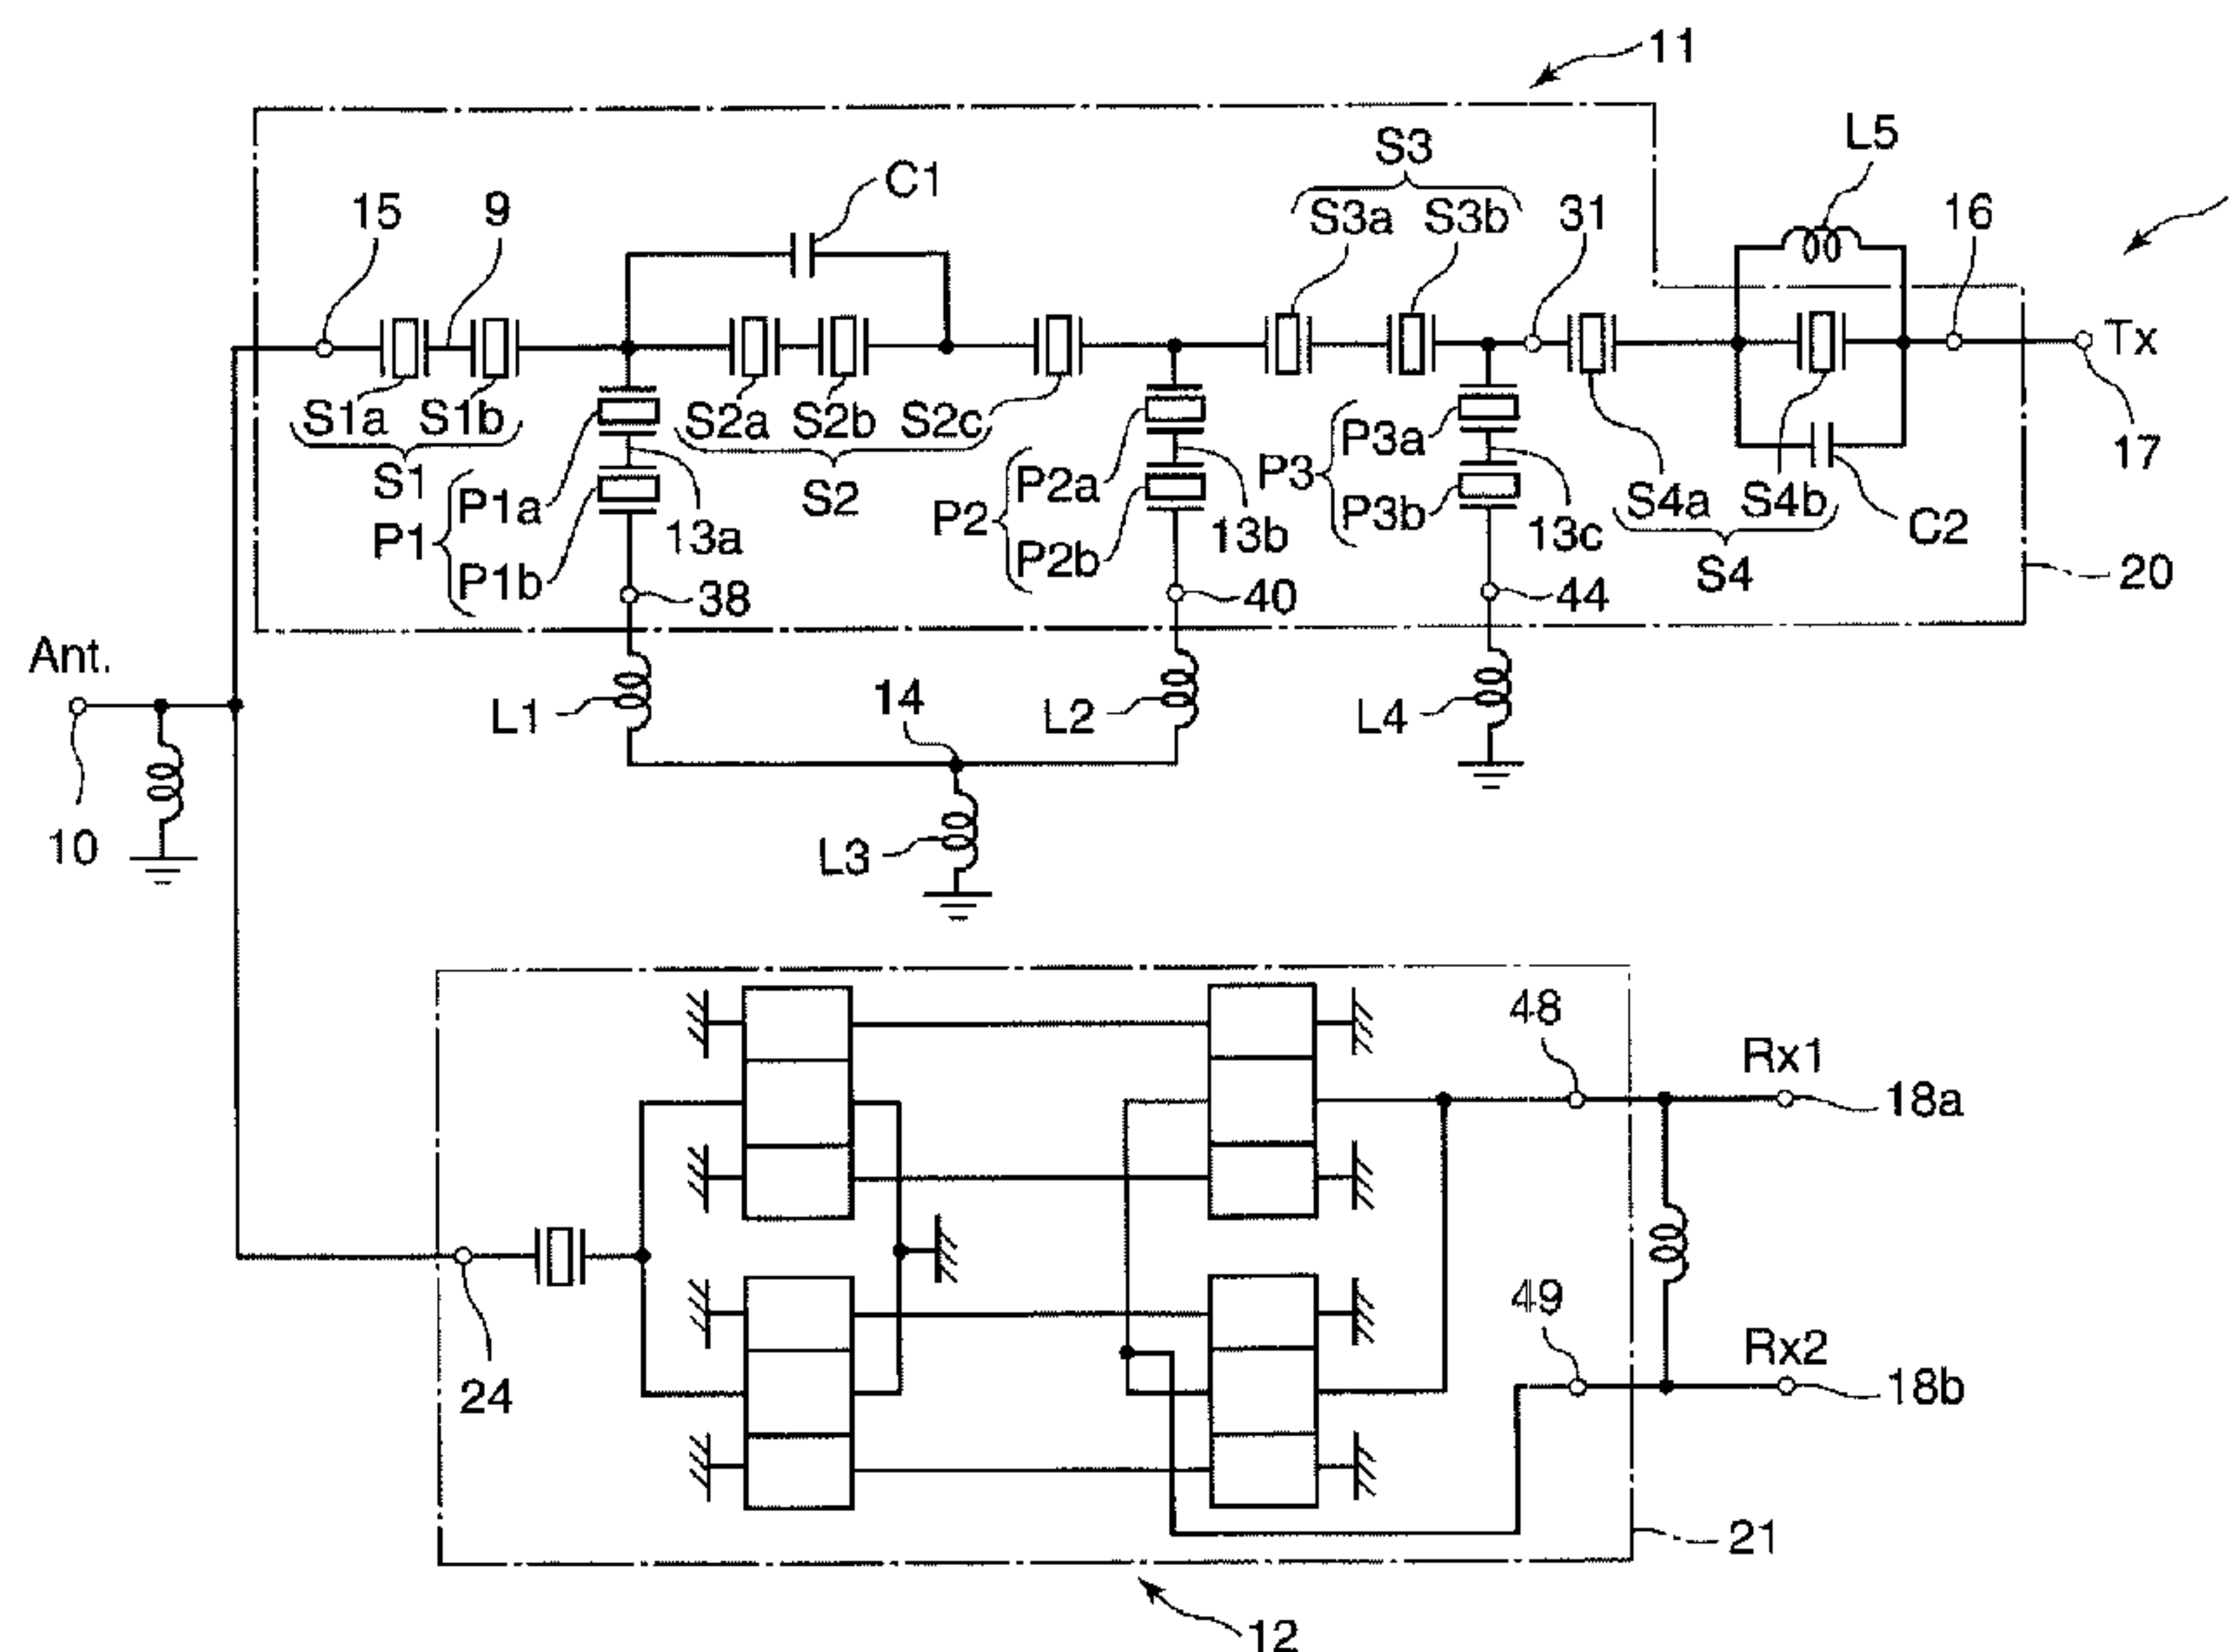 11
L5
S3
C1
15
9
S3a
S3b
31
16
Tx
S1a
S1b
S2a
S2b
S2c
P3a
17
S1
P1a
P2a
P3
S4a
S4b
P1
S2
P2
P3b
13a
13b
13c
C2
P1b
P2b
S4
20
38
40
44
Ant.
L1
14
L2
L4
10
L3
48
Rx1
18a
49
Rx2
24
18b
21
12